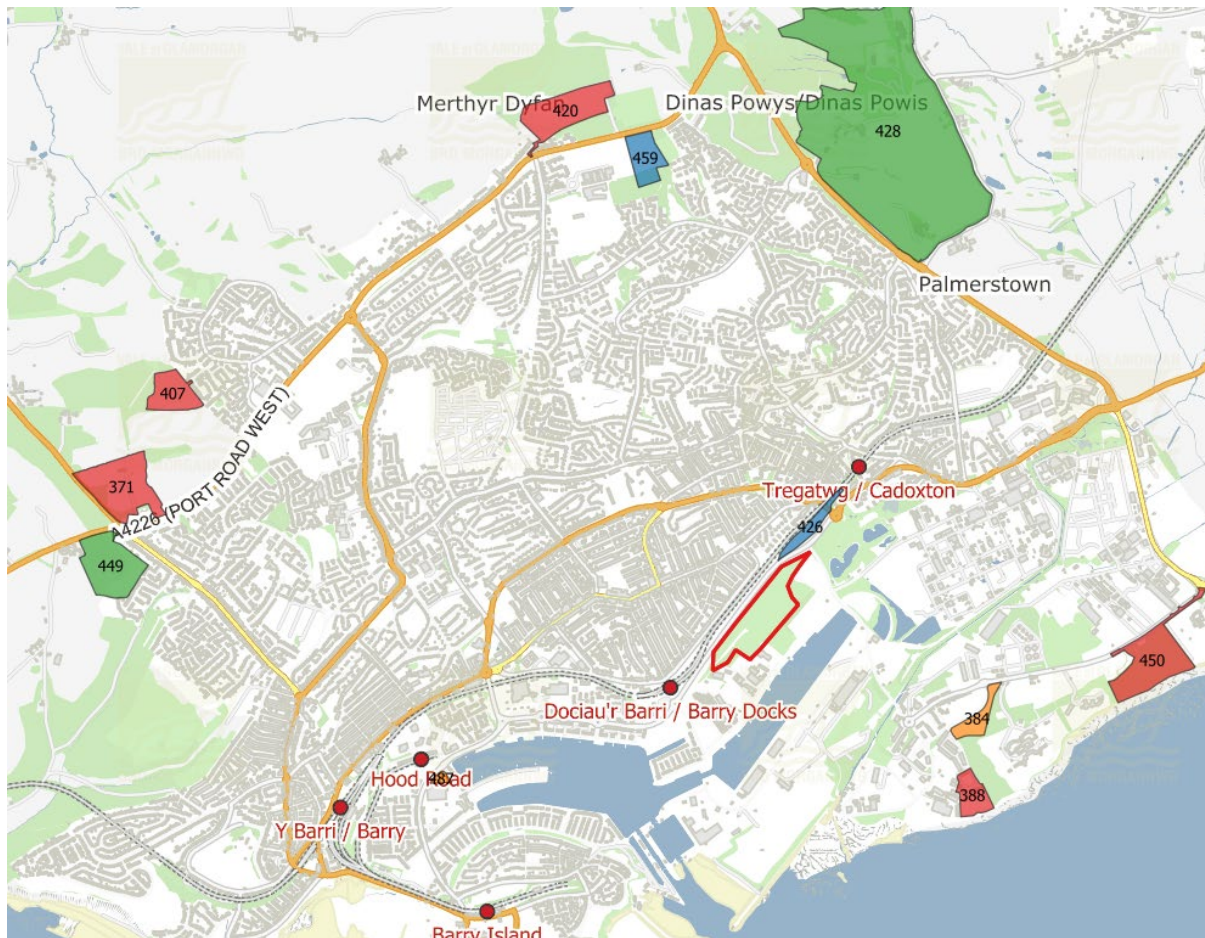 Merthyr Dyfan
420
Dinas Powys/Dinas Powis
428
459
Palmerstown
407
371
A4226 (PORT ROAD WEST)
449
Tregatwg / Cadoxton
426
450
Dociau'r Barri / Barry Docks
384
Hood Road
487
388
Y Barri / Barry
Barry Island